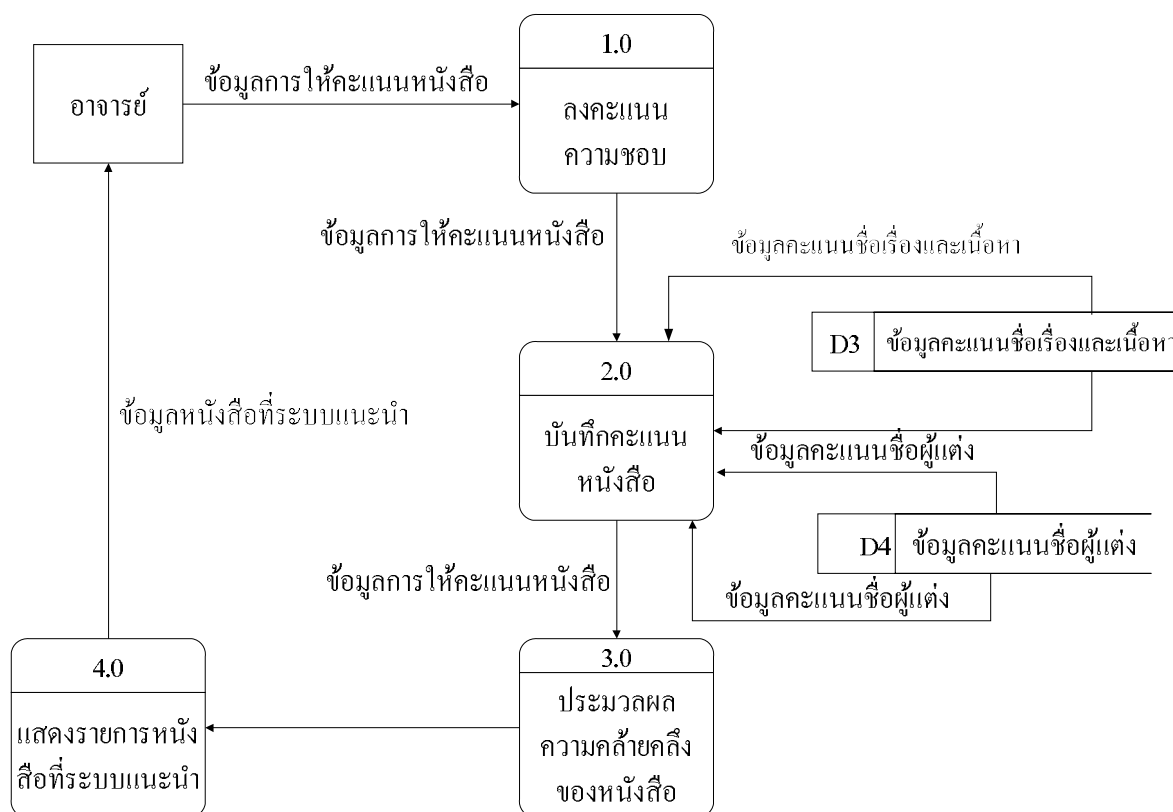 1.0
อาจารย์
ข้อมูลการให้คะแนนหนังสือ
ลงคะแนน
ความชอบ
ข้อมูลการให้คะแนนหนังสือ
ข้อมูลคะแนนชื่อเรื่องและเนื้อหา
D3
ข้อมูลคะแนนชื่อเรื่องและเนื้อหา
2.0
ข้อมูลหนังสือที่ระบบแนะนำ
บันทึกคะแนน
หนังสือ
ข้อมูลคะแนนชื่อผู้แต่ง
D4
ข้อมูลคะแนนชื่อผู้แต่ง
ข้อมูลการให้คะแนนหนังสือ
ข้อมูลคะแนนชื่อผู้แต่ง
4.0
แสดงรายการหนัง
สือที่ระบบแนะนำ
3.0
ประมวลผล
ความคล้ายคลึง
ของหนังสือ